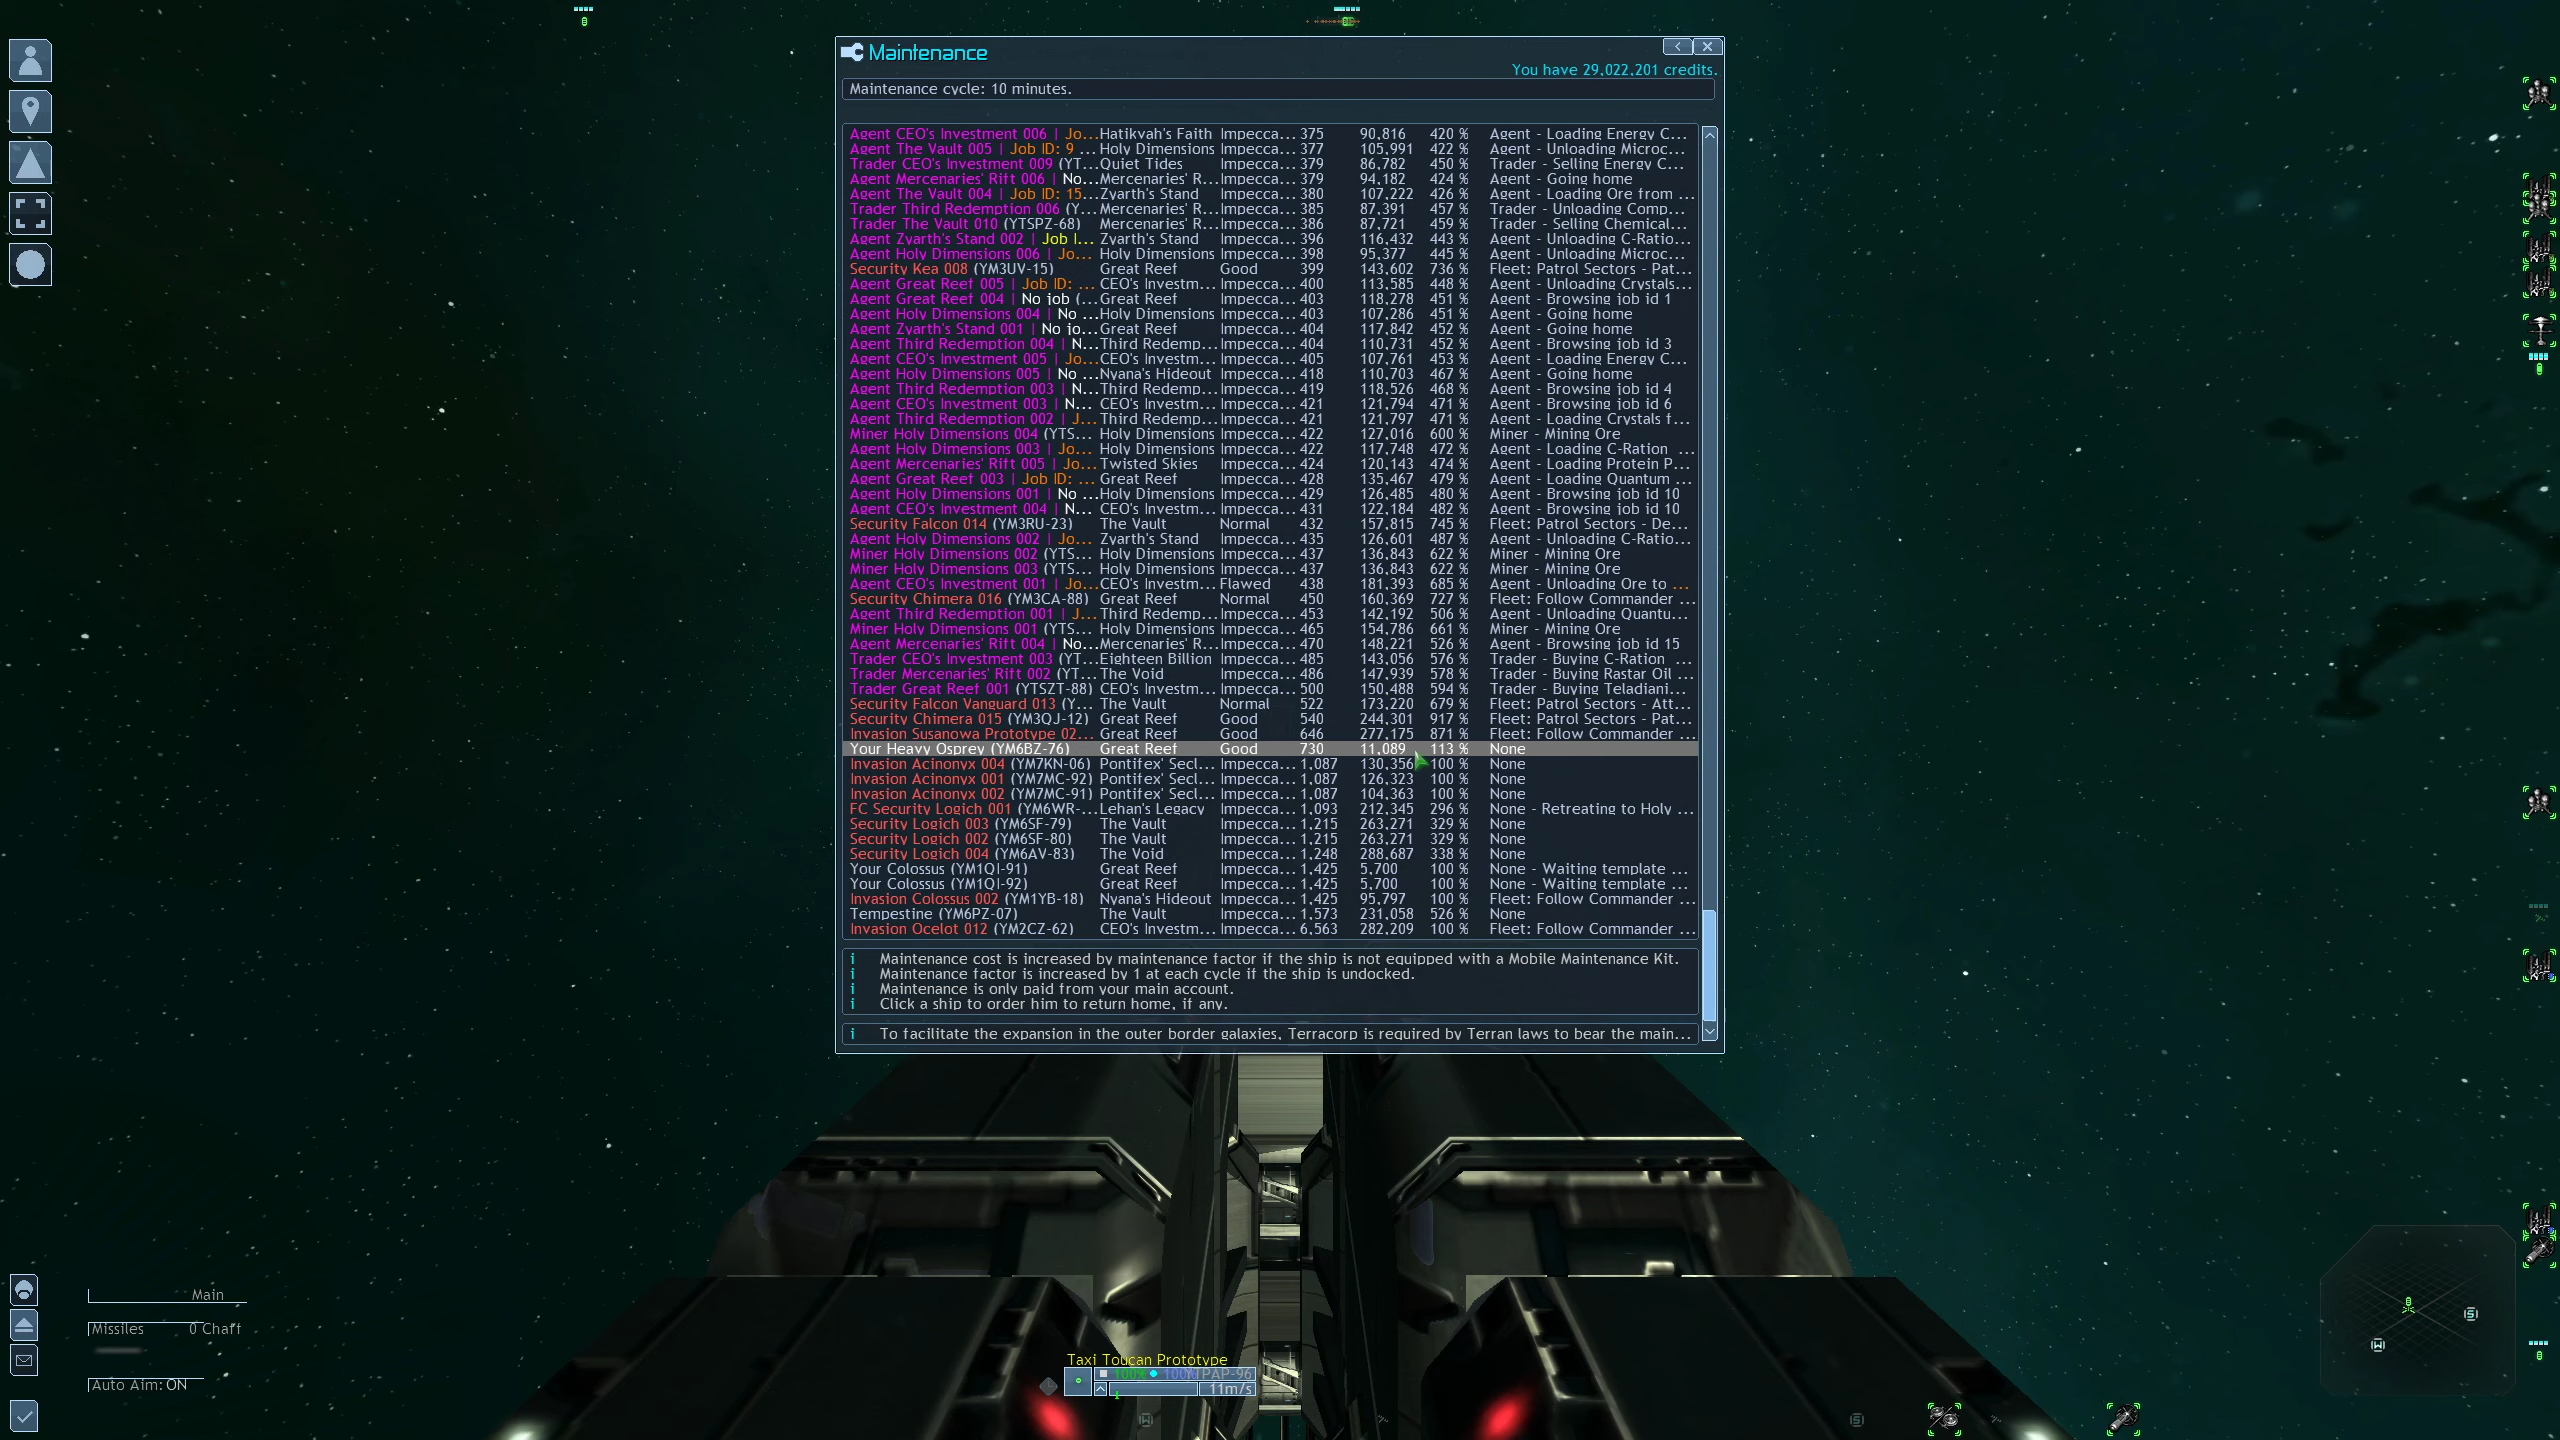 Maintenance
You have 29,022,201 credits.
Maintenance cycle: 10 minutes.
Agent CEO's Investment 006 | Jo... Hatikvah's Faith Impecca... 375 90,816 420 % Agent - Loading Energy C...
Agent The Vault 005 | Job ID: 9 ... Holy Dimensions Impecca... 377 105,991 422 % Agent - Unloading Microc...
Trader CEO's Investment 009 (YT... Quiet Tides Impecca... 379 86,782 450 % Trader - Selling Energy C...
Agent Mercenaries' Rift 006 | No... Mercenaries' R... Impecca... 379 94,182 424 % Agent - Going home
Agent The Vault 004 | Job ID: 15... Zyarth's Stand Impecca... 380 107,222 426 % Agent - Loading Ore from ...
Trader Third Redemption 006 (Y... Mercenaries' R... Impecca... 385 87,391 457 % Trader - Unloading Comp...
Trader The Vault 010 (YTSPZ-68) Mercenaries' R... Impecca... 386 87,721 459 % Trader - Selling Chemical...
Agent Zyarth's Stand 002 | Job I... Zyarth's Stand Impecca... 396 116,432 443 % Agent - Unloading C-Ratio...
Agent Holy Dimensions 006 | Jo... Holy Dimensions Impecca... 398 95,377 445 % Agent - Unloading Microc...
Security Kea 008 (YM3UV-15) Great Reef Good 399 143,602 736 % Fleet: Patrol Sectors - Pat...
Agent Great Reef 005 | Job ID: ... CEO's Investm... Impecca... 400 113,585 448 % Agent - Unloading Crystals...
Agent Great Reef 004 | No job (... Great Reef Impecca... 403 118,278 451 % Agent - Browsing job id 1
Agent Holy Dimensions 004 | No ... Holy Dimensions Impecca... 403 107,286 451 % Agent - Going home
Agent Zyarth's Stand 001 | No jo... Great Reef Impecca... 404 117,842 452 % Agent - Going home
Agent Third Redemption 004 | N... Third Redemp... Impecca... 404 110,731 452 % Agent - Browsing job id 3
Agent CEO's Investment 005 | Jo... CEO's Investm... Impecca... 405 107,761 453 % Agent - Loading Energy C...
Agent Holy Dimensions 005 | No ... Nyana's Hideout Impecca... 418 110,703 467 % Agent - Going home
Agent Third Redemption 003 | N... Third Redemp... Impecca... 419 118,526 468 % Agent - Browsing job id 4
Agent CEO's Investment 003 | N... CEO's Investm... Impecca... 421 121,794 471 % Agent - Browsing job id 6
Agent Third Redemption 002 | J... Third Redemp... Impecca... 421 121,797 471 % Agent - Loading Crystals f...
Miner Holy Dimensions 004 (YTS... Holy Dimensions Impecca... 422 127,016 600 % Miner - Mining Ore
Agent Holy Dimensions 003 | Jo... Holy Dimensions Impecca... 422 117,748 472 % Agent - Loading C-Ration ...
Agent Mercenaries' Rift 005 | Jo... Twisted Skies Impecca... 424 120,143 474 % Agent - Loading Protein P...
Agent Great Reef 003 | Job ID: ... Great Reef Impecca... 428 135,467 479 % Agent - Loading Quantum ...
Agent Holy Dimensions 001 | No ... Holy Dimensions Impecca... 429 126,485 480 % Agent - Browsing job id 10
Agent CEO's Investment 004 | N... CEO's Investm... Impecca... 431 122,184 482 % Agent - Browsing job id 10
Security Falcon 014 (YM3RU-23) The Vault Normal 432 157,815 745 % Fleet: Patrol Sectors - De...
Agent Holy Dimensions 002 | Jo... Zyarth's Stand Impecca... 435 126,601 487 % Agent - Unloading C-Ratio...
Miner Holy Dimensions 002 (YTS... Holy Dimensions Impecca... 437 136,843 622 % Miner - Mining Ore
Miner Holy Dimensions 003 (YTS... Holy Dimensions Impecca... 437 136,843 622 % Miner - Mining Ore
Agent CEO's Investment 001 | Jo... CEO's Investm... Flawed 438 181,393 685 % Agent - Unloading Ore to ...
Security Chimera 016 (YM3CA-88) Great Reef Normal 450 160,369 727 % Fleet: Follow Commander ...
Agent Third Redemption 001 | J... Third Redemp... Impecca... 453 142,192 506 % Agent - Unloading Quantu...
Miner Holy Dimensions 001 (YTS... Holy Dimensions Impecca... 465 154,786 661 % Miner - Mining Ore
Agent Mercenaries' Rift 004 | No... Mercenaries' R... Impecca... 470 148,221 526 % Agent - Browsing job id 15
Trader CEO's Investment 003 (YT... Eighteen Billion Impecca... 485 143,056 576 % Trader - Buying C-Ration ...
Trader Mercenaries' Rift 002 (YT... The Void Impecca... 486 147,939 578 % Trader - Buying Rastar Oil ...
Trader Great Reef 001 (YTSZT-88) CEO's Investm... Impecca... 500 150,488 594 % Trader - Buying Teladiani...
Security Falcon Vanguard 013 (Y... The Vault Normal 522 173,220 679 % Fleet: Patrol Sectors - Att...
Security Chimera 015 (YM3QJ-12) Great Reef Good 540 244,301 917 % Fleet: Patrol Sectors - Pat...
Invasion Susanowa Prototype 02... Great Reef Good 646 277,175 871 % Fleet: Follow Commander ...
Your Heavy Osprey (YM6BZ-76) Great Reef Good 730 11,089 113 % None
Invasion Acinonyx 004 (YM7KN-06) Pontifex' Secl... Impecca... 1,087 130,356 100 % None
Invasion Acinonyx 001 (YM7MC-92) Pontifex' Secl... Impecca... 1,087 126,323 100 % None
Invasion Acinonyx 002 (YM7MC-91) Pontifex' Secl... Impecca... 1,087 104,363 100 % None
FC Security Logich 001 (YM6WR-... Lehan's Legacy Impecca... 1,093 212,345 296 % None - Retreating to Holy ...
Security Logich 003 (YM6SF-79) The Vault Impecca... 1,215 263,271 329 % None
Security Logich 002 (YM6SF-80) The Vault Impecca... 1,215 263,271 329 % None
Security Logich 004 (YM6AV-83) The Void Impecca... 1,248 288,687 338 % None
Your Colossus (YM1QI-91) Great Reef Impecca... 1,425 5,700 100 % None - Waiting template ...
Your Colossus (YM1QI-92) Great Reef Impecca... 1,425 5,700 100 % None - Waiting template ...
Invasion Colossus 002 (YM1YB-18) Nyana's Hideout Impecca... 1,425 95,797 100 % Fleet: Follow Commander ...
Tempestine (YM6PZ-07) The Vault Impecca... 1,573 231,058 526 % None
Invasion Ocelot 012 (YM2CZ-62) CEO's Investm... Impecca... 6,563 282,209 100 % Fleet: Follow Commander ...
i Maintenance cost is increased by maintenance factor if the ship is not equipped with a Mobile Maintenance Kit.
i Maintenance factor is increased by 1 at each cycle if the ship is undocked.
i Maintenance is only paid from your main account.
i Click a ship to order him to return home, if any.
i To facilitate the expansion in the outer border galaxies, Terracorp is required by Terran laws to bear the main...
Main
Missiles 0 Chaff
Auto Aim: ON
Taxi Toucan Prototype
100% 100%
11m/s